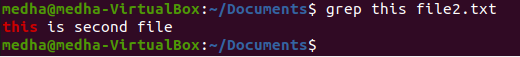 medha@medha-VirtualBox:~/Documents$ grep this file2.txt
this is second file
medha@medha-VirtualBox:~/Documents$